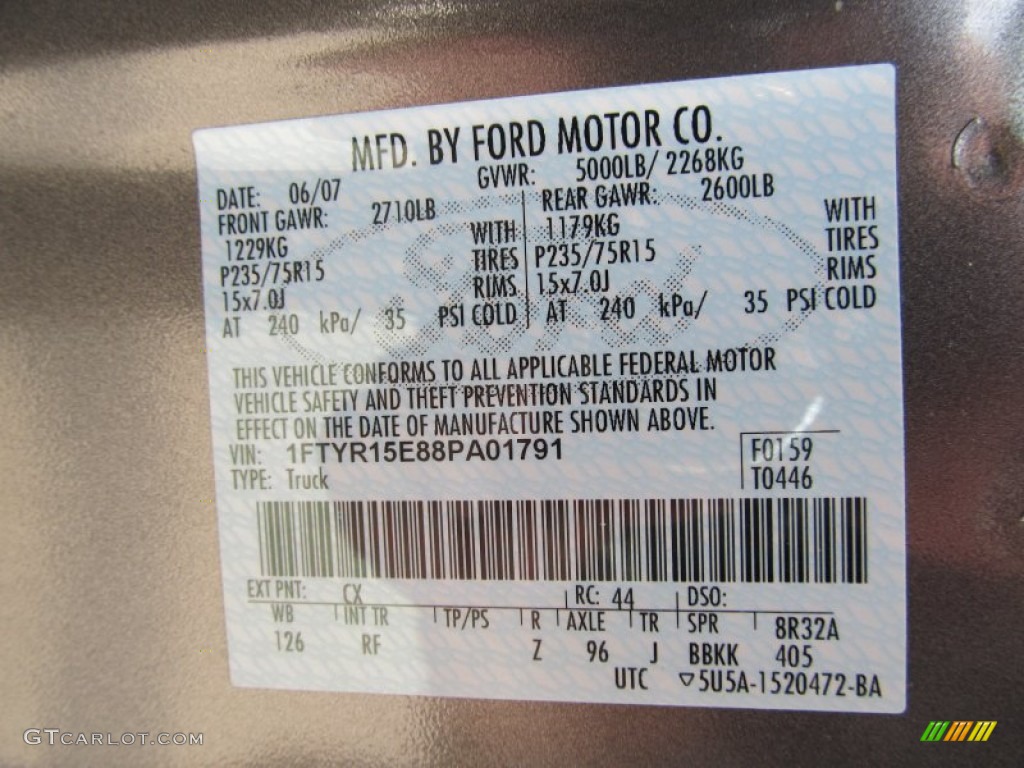 MFD. BY FORD MOTOR CO.
DATE: 06/07 GVWR: 5000LB/ 2268KG
FRONT GAWR: 2710LB REAR GAWR: 2600LB
1229KG WITH 1179KG WITH
P235/75R15 TIRES P235/75R15 TIRES
15x7.0J RIMS 15x7.0J RIMS
AT 240 kPa/ 35 PSI COLD AT 240 kPa/ 35 PSI COLD
THIS VEHICLE CONFORMS TO ALL APPLICABLE FEDERAL MOTOR
VEHICLE SAFETY AND THEFT PREVENTION STANDARDS IN
EFFECT ON THE DATE OF MANUFACTURE SHOWN ABOVE.
VIN: 1FTYR15E88PA01791 F0159
TYPE: Truck T0446
EXT PNT: CX RC: 44 DSO:
WB INT TR TP/PS R AXLE TR SPR 8R32A
126 RF Z 96 J BBKK 405
UTC ▽5U5A-1520472-BA
GTCARLOT.COM